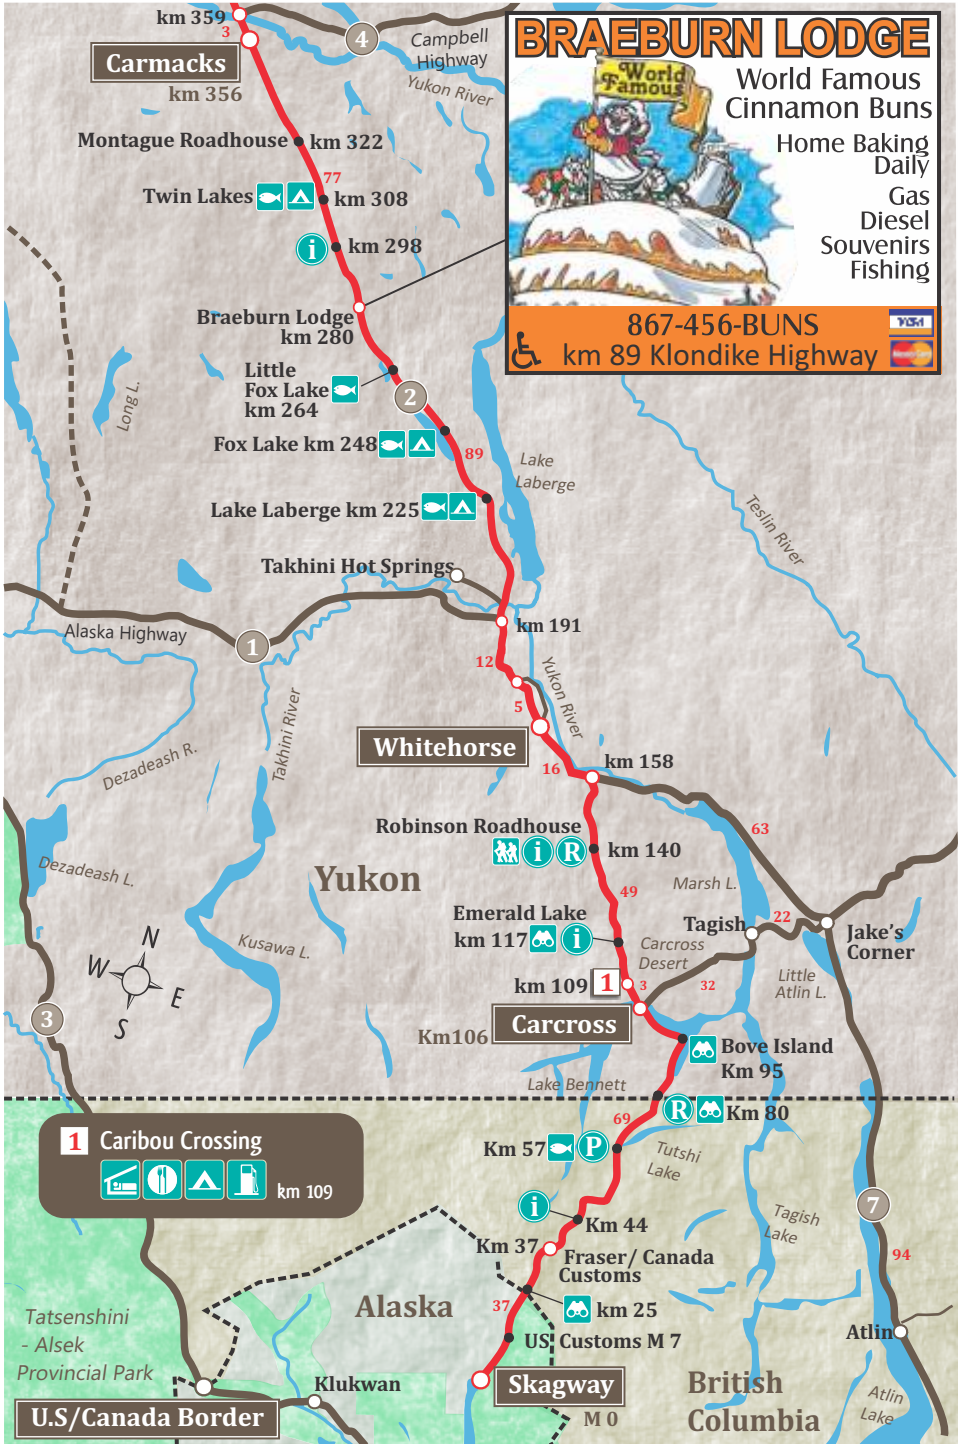 km 359
3
4
Campbell
Highway
Carmacks
km 356
Yukon River
BRAEBURN LODGE
World
Famous
World Famous
Cinnamon Buns
Home Baking
Daily
Gas
Diesel
Souvenirs
Fishing
867-456-BUNS
km 89 Klondike Highway
VISA
MasterCard
Montague Roadhouse
km 322
77
Twin Lakes
km 308
i
km 298
Braeburn Lodge
km 280
Little
Fox Lake
km 264
2
Long L.
Fox Lake km 248
89
Lake
Laberge
Lake Laberge km 225
Teslin River
Takhini Hot Springs
Alaska Highway
1
km 191
12
5
Yukon River
Takhini River
Whitehorse
16
km 158
Dezadeash R.
63
Robinson Roadhouse
i
R
km 140
Yukon
Dezadeash L.
49
Marsh L.
Emerald Lake
km 117
i
Tagish
22
Jake's
Corner
Kusawa L.
Carcross
Desert
N
W
E
S
km 109
1
3
32
Little
Atlin L.
3
Km106
Carcross
Bove Island
Km 95
Lake Bennett
R
Km 80
1
Caribou Crossing
km 109
69
Km 57
P
Tutshi
Lake
7
i
Km 44
Tagish
Lake
Km 37
Fraser/ Canada
Customs
94
Alaska
37
km 25
Tatsenshini
- Alsek
Provincial Park
US Customs M 7
Atlin
Klukwan
Skagway
M 0
British
Columbia
Atlin
Lake
U.S/Canada Border